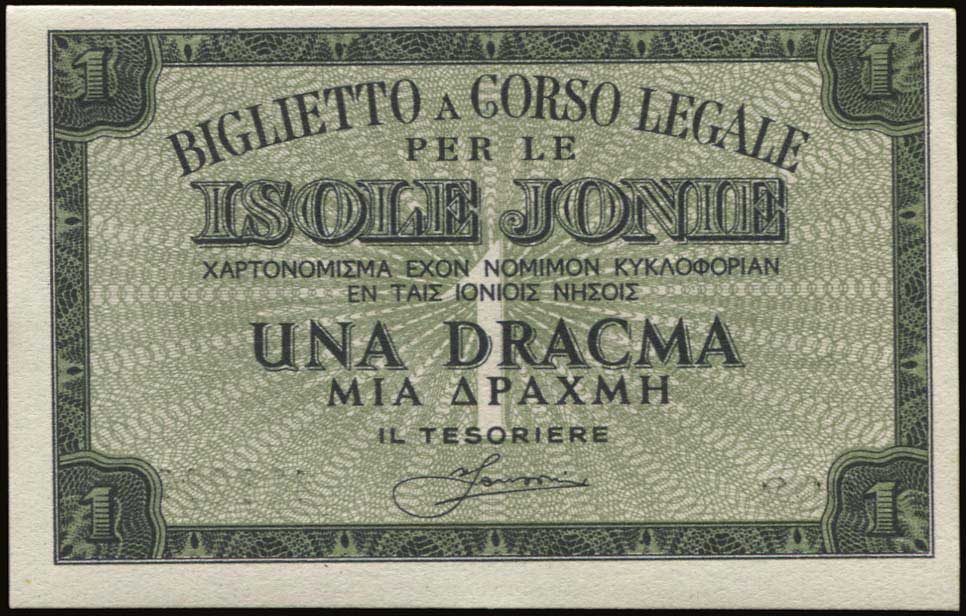 1 1
BIGLIETTO A CORSO LEGALE
PER LE
ISOLE JONIE
ΧΑΡΤΟΝΟΜΙΣΜΑ ΕΧΟΝ ΝΟΜΙΜΟΝ ΚΥΚΛΟΦΟΡΙΑΝ
ΕΝ ΤΑΙΣ ΙΟΝΙΟΙΣ ΝΗΣΟΙΣ
UNA DRACMA
ΜΙΑ ΔΡΑΧΜΗ
IL TESORIERE
1 1